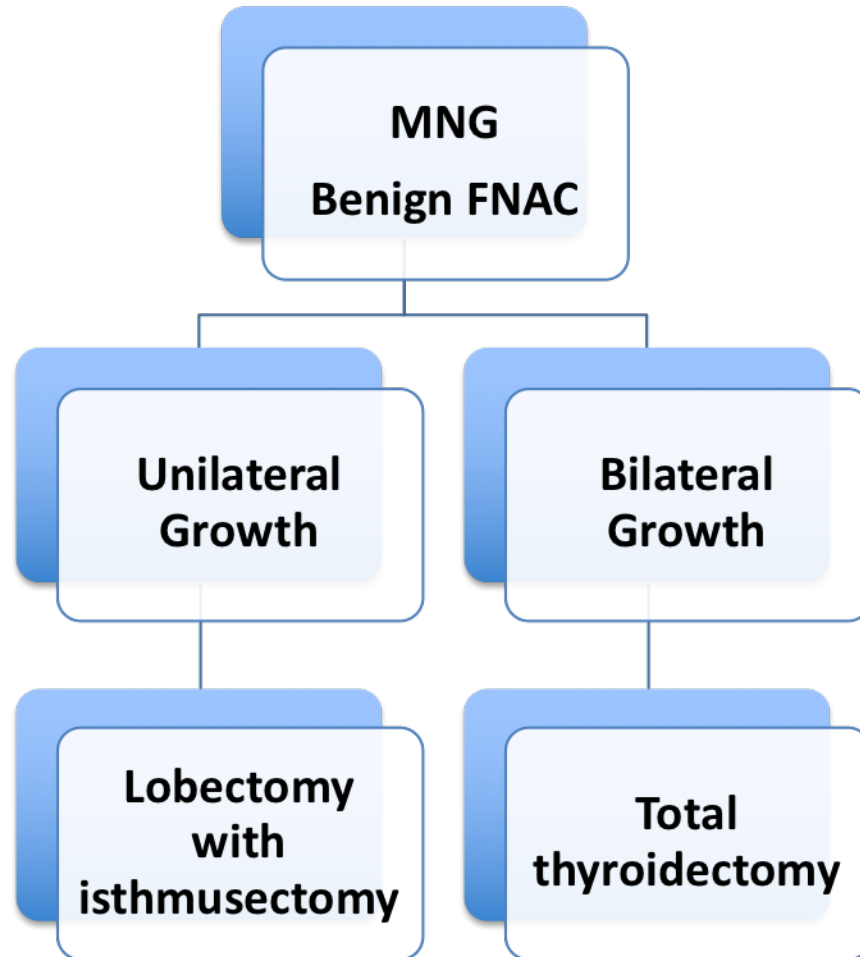 MNG
Benign FNAC
Unilateral
Growth
Bilateral
Growth
Lobectomy
with
isthmusectomy
Total
thyroidectomy